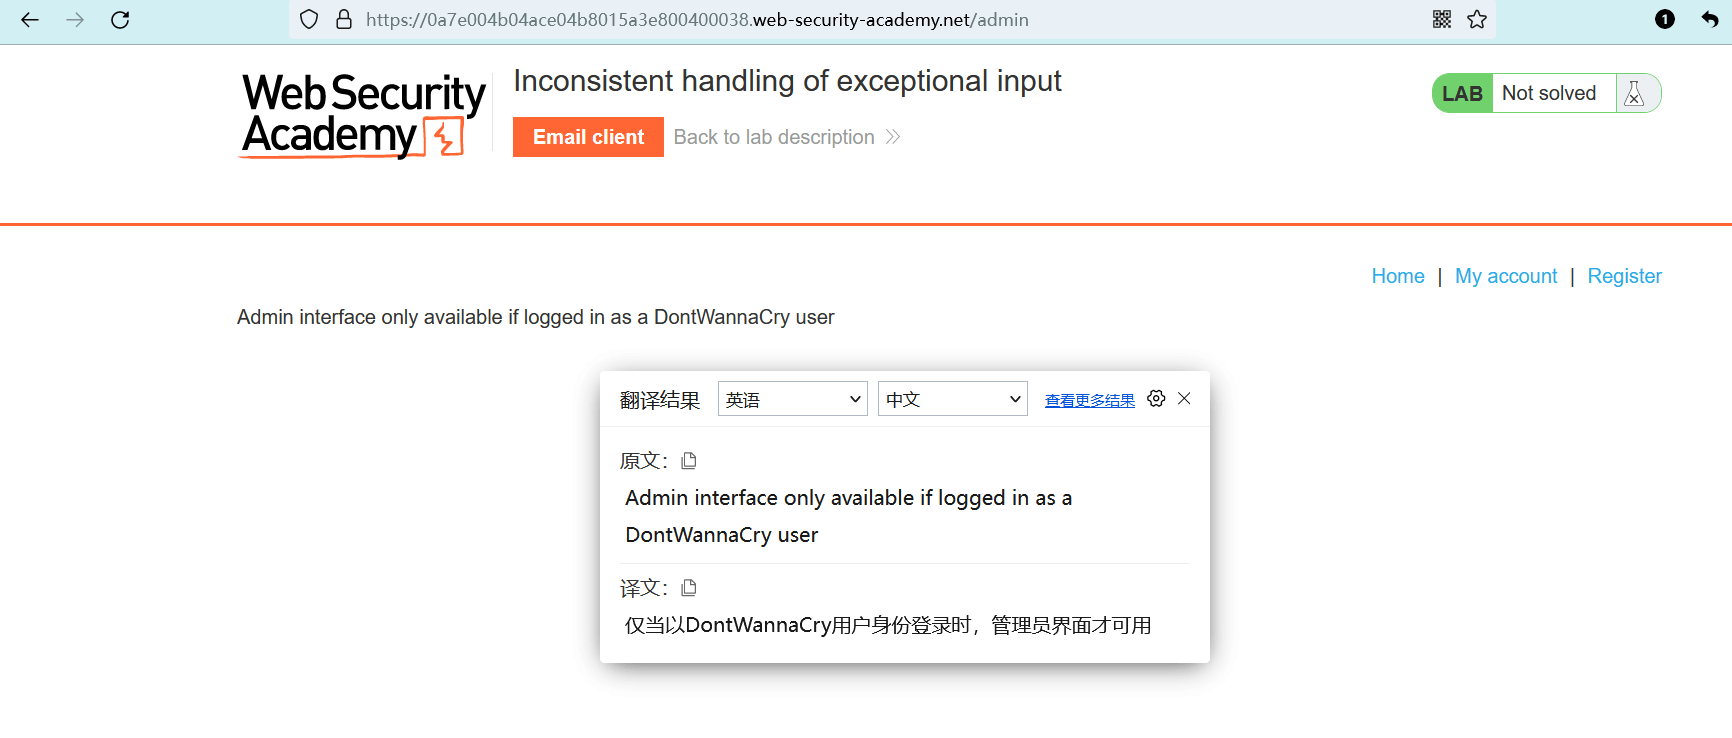 https://0a7e004b04ace04b8015a3e800400038.web-security-academy.net/admin
1
Web Security
Academy
Inconsistent handling of exceptional input
Email client
Back to lab description
LAB
Not solved
Home | My account | Register
Admin interface only available if logged in as a DontWannaCry user
翻译结果
英语
中文
查看更多结果
原文：
Admin interface only available if logged in as a
DontWannaCry user
译文：
仅当以DontWannaCry用户身份登录时，管理员界面才可用